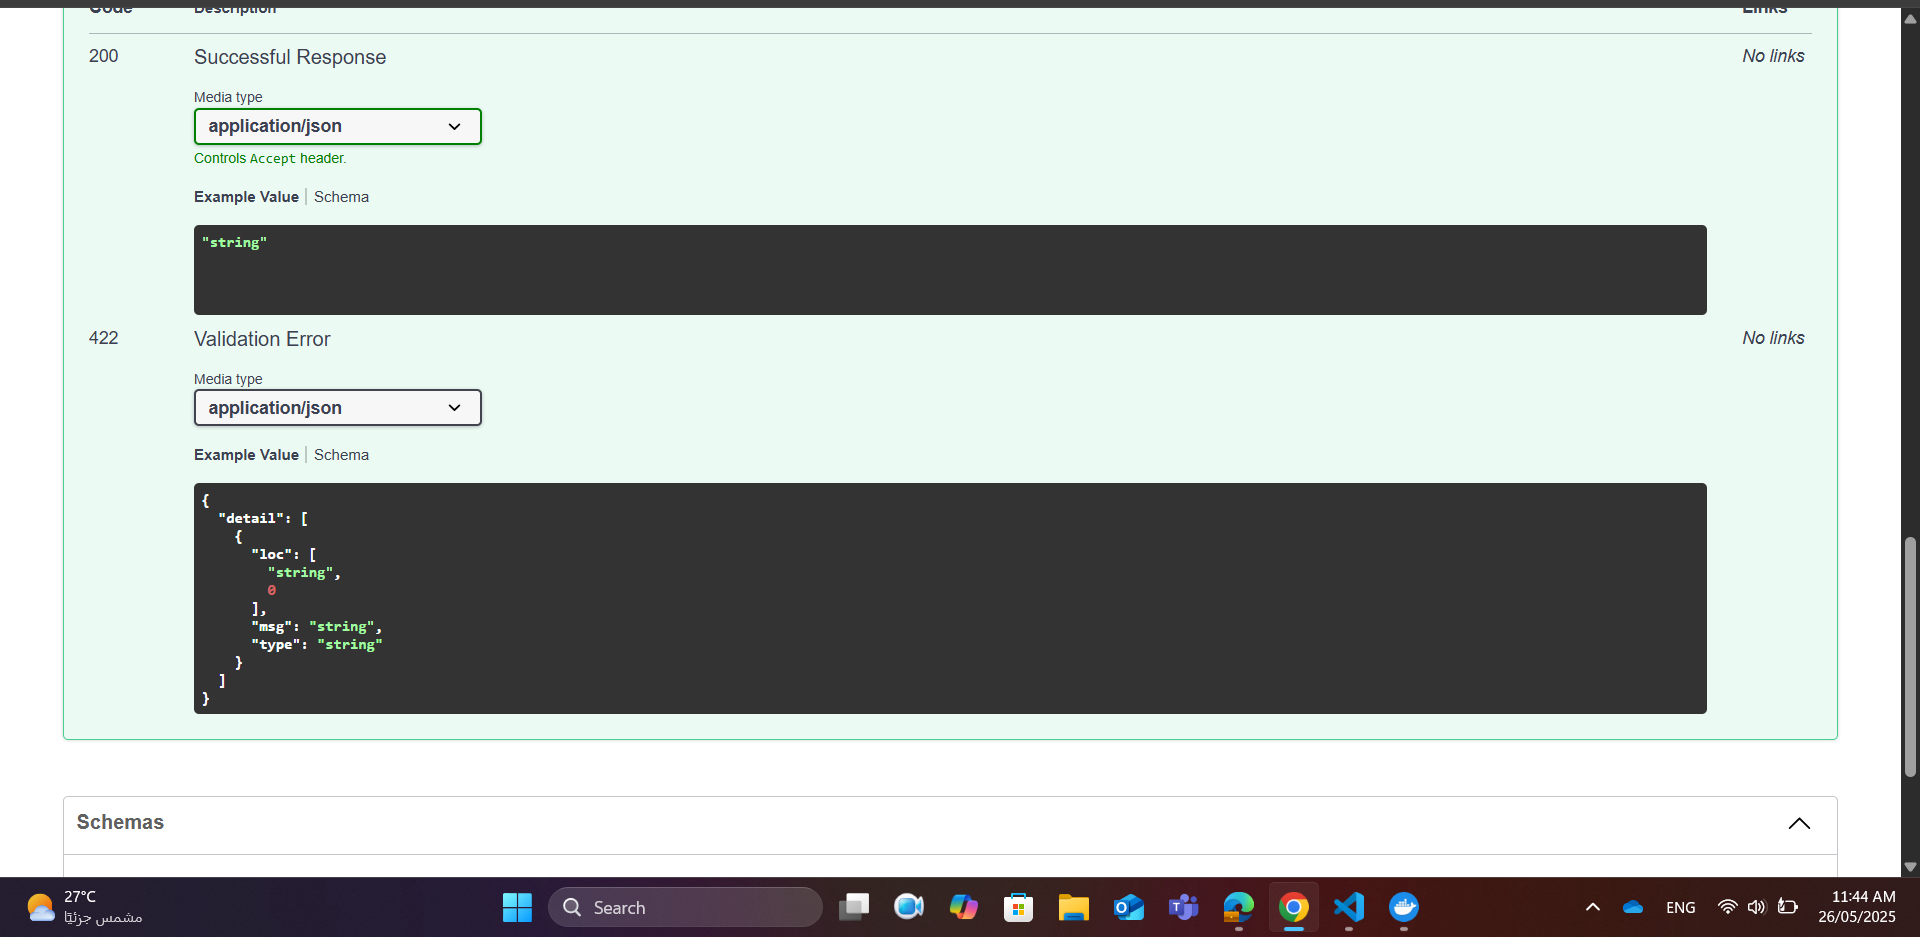 Code Description Links
200 Successful Response No links
Media type
application/json
Controls Accept header.
Example Value Schema
"string"
422 Validation Error No links
Media type
application/json
Example Value Schema
{
"detail": [
{
"loc": [
"string",
0
],
"msg": "string",
"type": "string"
}
]
}
Schemas
27°C
مشمس جزئيًا
Search
ENG
11:44 AM
26/05/2025